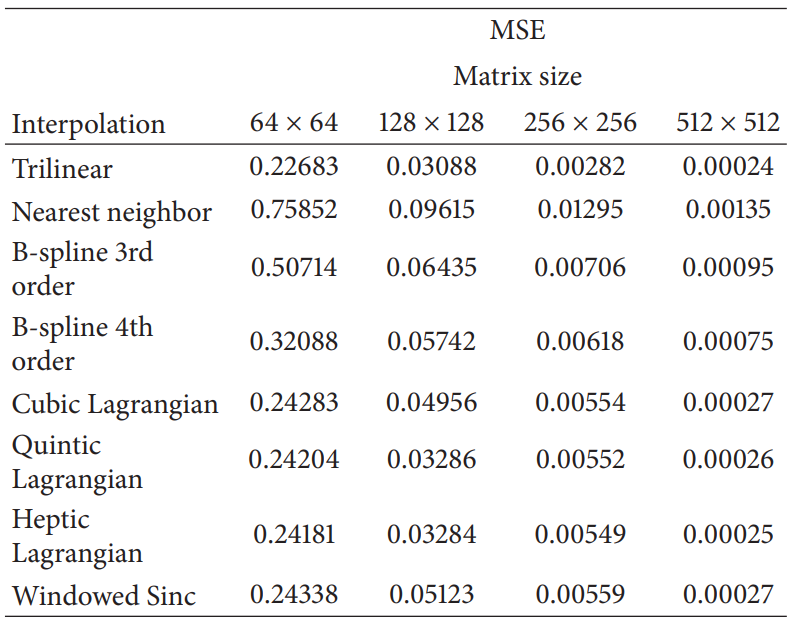 MSE
Matrix size
Interpolation 64 × 64 128 × 128 256 × 256 512 × 512
Trilinear 0.22683 0.03088 0.00282 0.00024
Nearest neighbor 0.75852 0.09615 0.01295 0.00135
B-spline 3rd
order 0.50714 0.06435 0.00706 0.00095
B-spline 4th
order 0.32088 0.05742 0.00618 0.00075
Cubic Lagrangian 0.24283 0.04956 0.00554 0.00027
Quintic
Lagrangian 0.24204 0.03286 0.00552 0.00026
Heptic
Lagrangian 0.24181 0.03284 0.00549 0.00025
Windowed Sinc 0.24338 0.05123 0.00559 0.00027